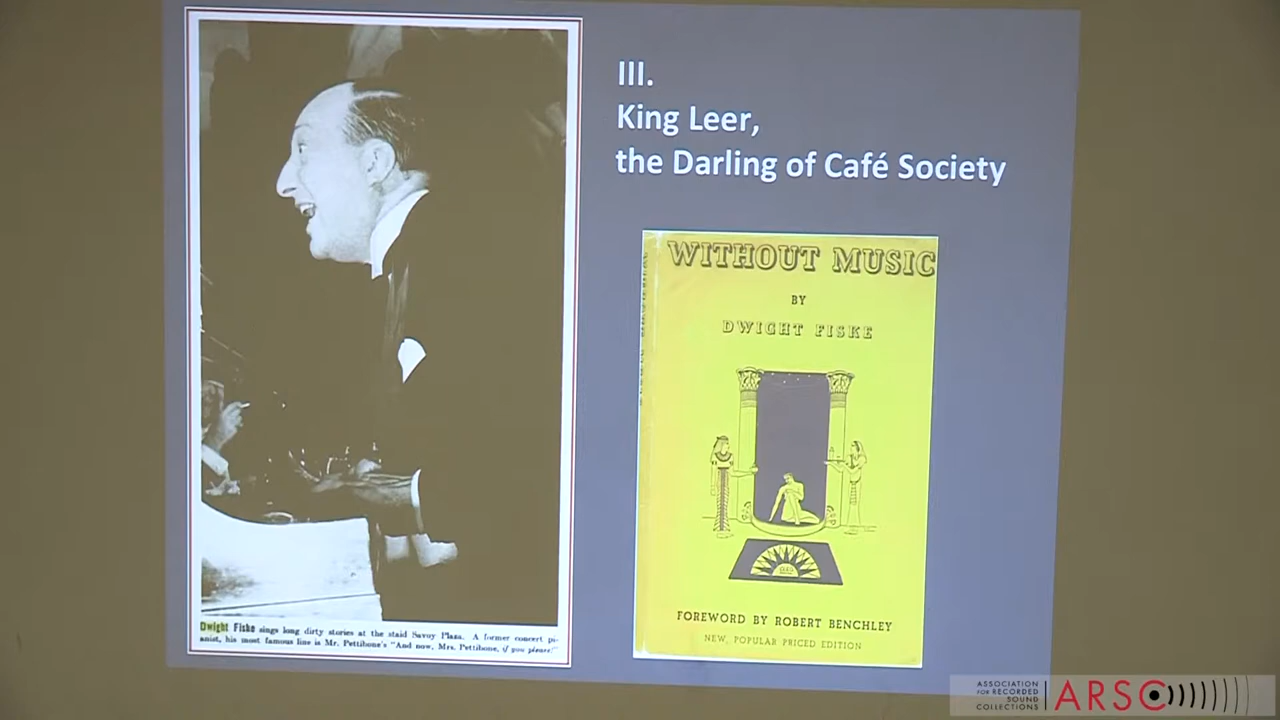 III.
King Leer,
the Darling of Café Society
WITHOUT MUSIC
BY
DWIGHT FISKE
FOREWORD BY ROBERT BENCHLEY
NEW, POPULAR PRICED EDITION
Dwight Fiske sings long dirty stories at the staid Savoy Plaza. A former concert pi-
anist, his most famous line is Mr. Pettibone's "And now, Mrs. Pettibone, if you please!"
ASSOCIATION
FOR RECORDED
SOUND
COLLECTIONS
ARSC